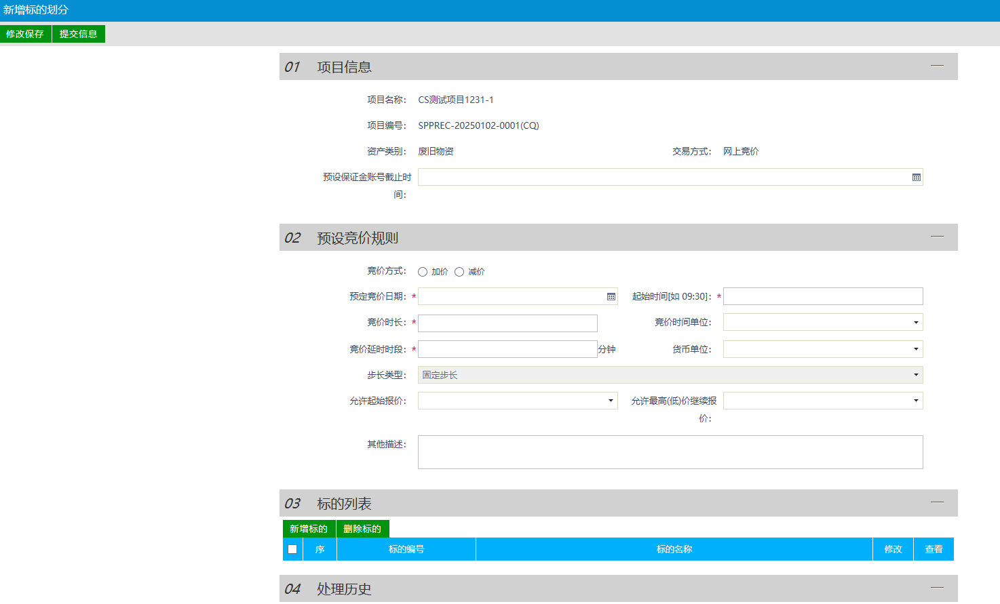 新增标的划分
修改保存 提交信息
01 项目信息
项目名称： CS测试项目1231-1
项目编号： SPPREC-20250102-0001(CQ)
资产类别： 废旧物资 交易方式： 网上竞价
预设保证金账号截止时
间：
02 预设竞价规则
竞价方式： 加价 减价
预定竞价日期：* 起始时间[如 09:30]：*
竞价时长：* 竞价时间单位：
竞价延时时段：* 分钟 货币单位：
步长类型： 固定步长
允许起始报价： 允许最高(低)价继续报
价：
其他描述：
03 标的列表
新增标的 删除标的
序 标的编号 标的名称 修改 查看
04 处理历史